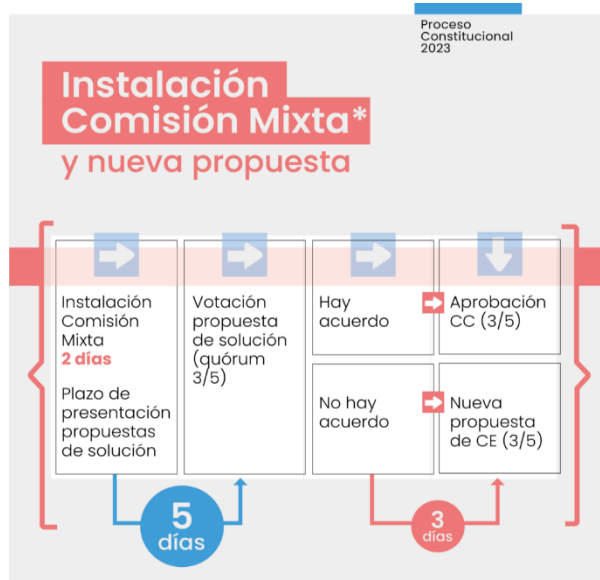 Proceso
Constitucional
2023
Instalación
Comisión Mixta*
y nueva propuesta
Instalación
Comisión
Mixta
2 días
Plazo de
presentación
propuestas
de solución
Votación
propuesta
de solución
(quórum
3/5)
Hay
acuerdo
Aprobación
CC (3/5)
No hay
acuerdo
Nueva
propuesta
de CE (3/5)
5
días
3
días